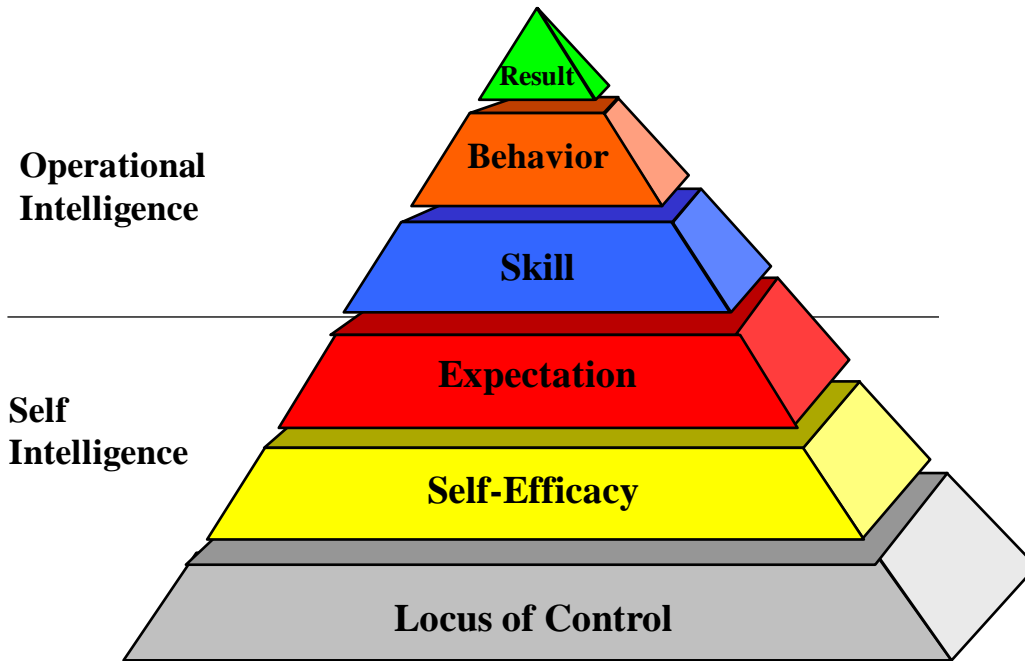 Result
Behavior
Operational
Intelligence
Skill
Expectation
Self
Intelligence
Self-Efficacy
Locus of Control